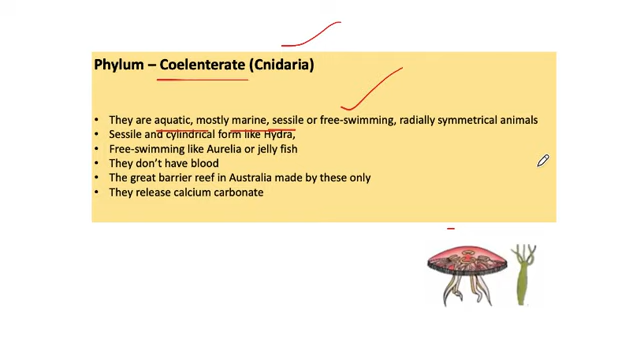 Phylum – Coelenterate (Cnidaria)
• They are aquatic, mostly marine, sessile or free-swimming, radially symmetrical animals
• Sessile and cylindrical form like Hydra,
• Free-swimming like Aurelia or jelly fish
• They don't have blood
• The great barrier reef in Australia made by these only
• They release calcium carbonate